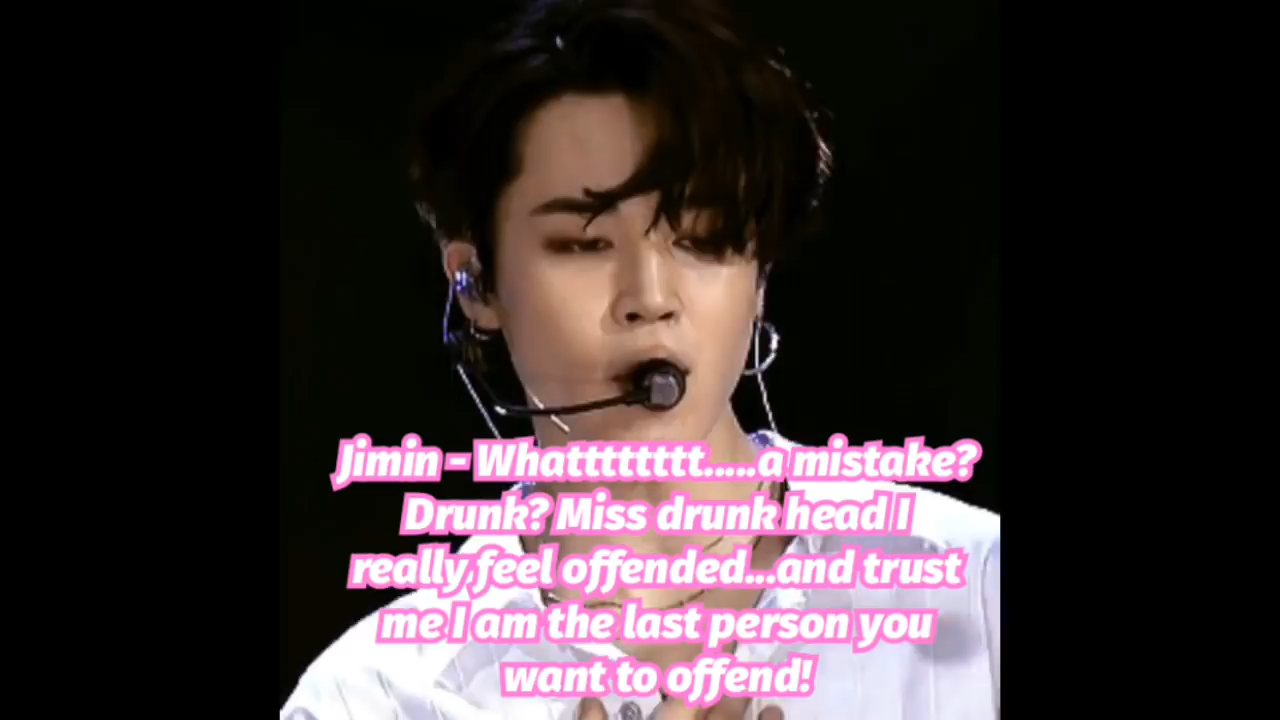 Jimin - Whatttttttt.....a mistake?
Drunk? Miss drunk head I
really feel offended...and trust
me I am the last person you
want to offend!